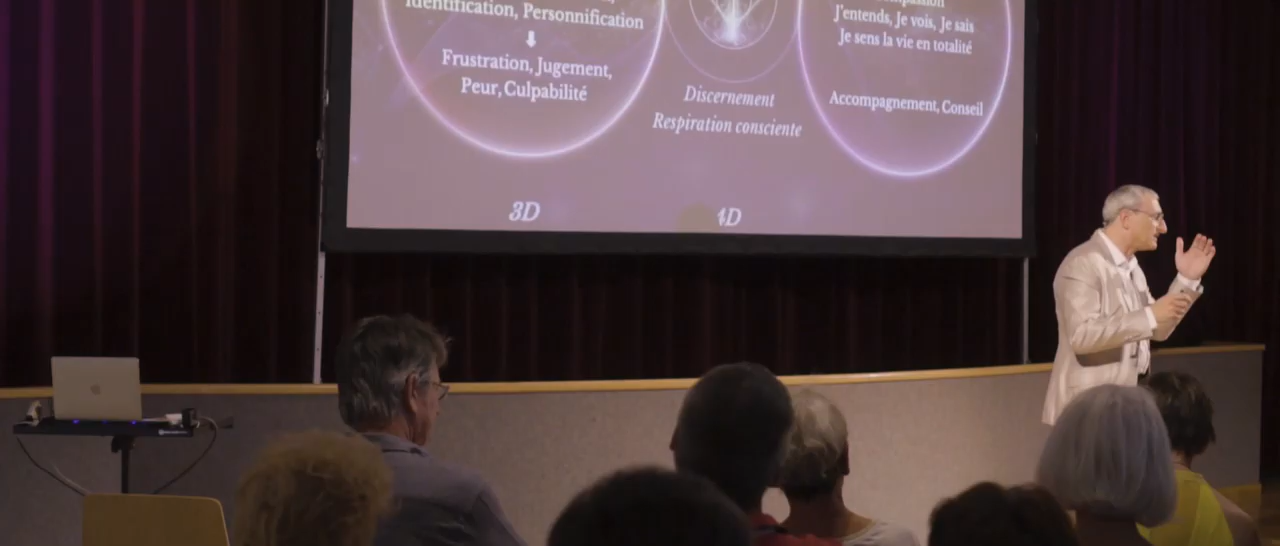 Identification, Personnification
Frustration, Jugement,
Peur, Culpabilité
Discernement
Respiration consciente
J'entends, Je vois, Je sais
Je sens la vie en totalité
Accompagnement, Conseil
3D
4D